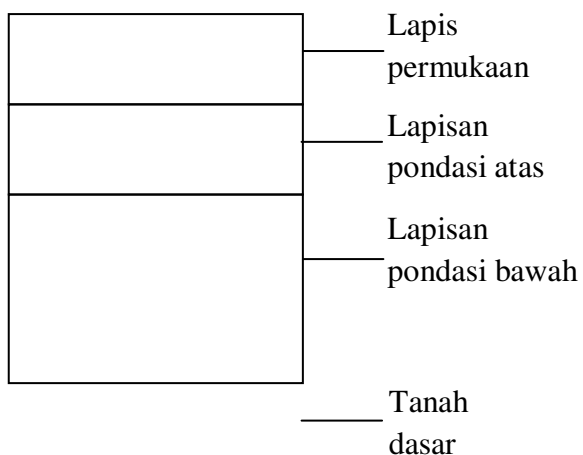 Lapis
permukaan
Lapisan
pondasi atas
Lapisan
pondasi bawah
Tanah
dasar